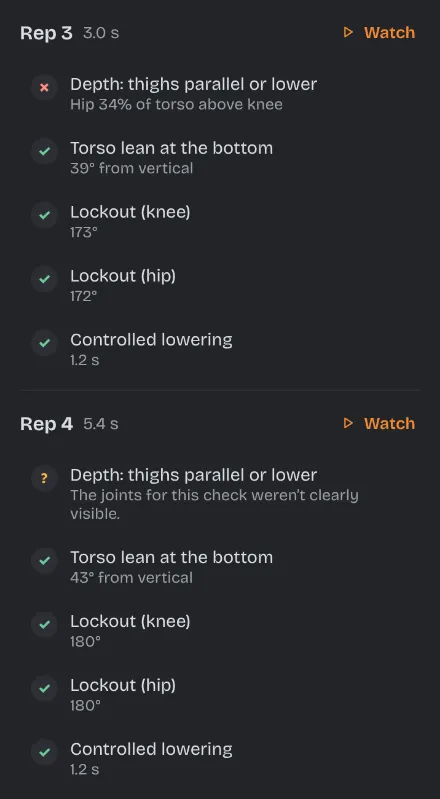 Rep 3 3.0 s Watch
Depth: thighs parallel or lower
Hip 34% of torso above knee
Torso lean at the bottom
39° from vertical
Lockout (knee)
173°
Lockout (hip)
172°
Controlled lowering
1.2 s
Rep 4 5.4 s Watch
?
Depth: thighs parallel or lower
The joints for this check weren't clearly
visible.
Torso lean at the bottom
43° from vertical
Lockout (knee)
180°
Lockout (hip)
180°
Controlled lowering
1.2 s